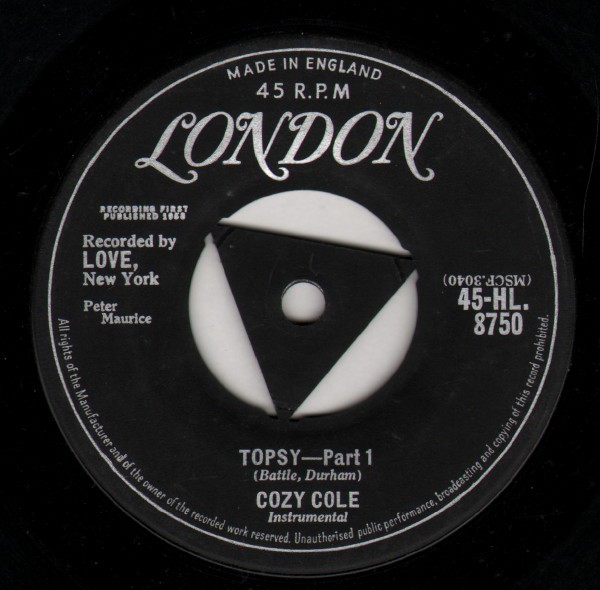 MADE IN ENGLAND
45 R.P.M
LONDON
RECORDING FIRST
PUBLISHED 1958
Recorded by
LOVE,
New York
Peter
Maurice
(MSCP.3040)
45-HL.
8750
TOPSY—Part 1
(Battle, Durham)
COZY COLE
Instrumental
All rights of the Manufacturer and of the owner of the recorded work reserved. Unauthorised public performance, broadcasting and copying of this record prohibited.